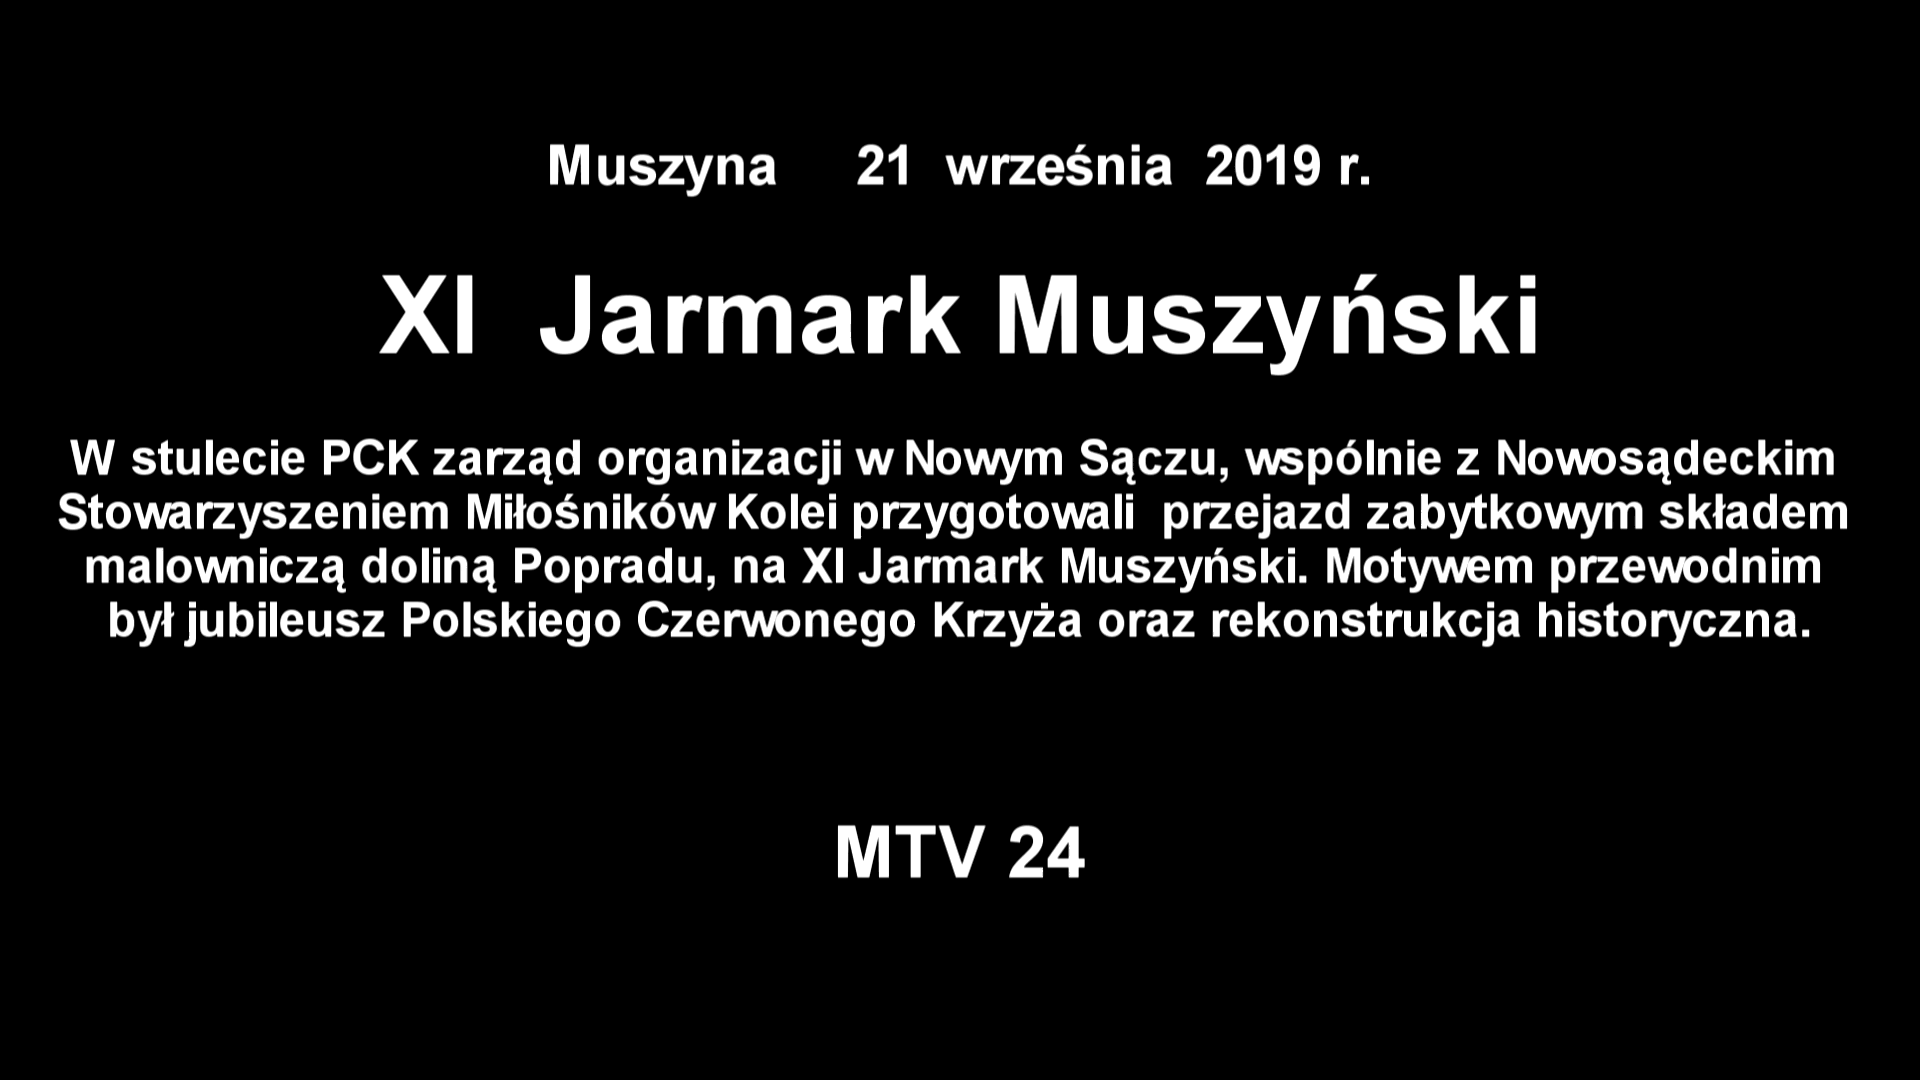 Muszyna 21 września 2019 r.
XI Jarmark Muszyński
W stulecie PCK zarząd organizacji w Nowym Sączu, wspólnie z Nowosądeckim
Stowarzyszeniem Miłośników Kolei przygotowali przejazd zabytkowym składem
malowniczą doliną Popradu, na XI Jarmark Muszyński. Motywem przewodnim
był jubileusz Polskiego Czerwonego Krzyża oraz rekonstrukcja historyczna.
MTV 24